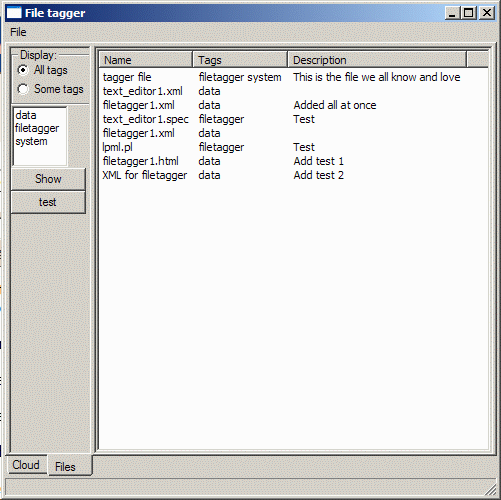 File tagger
File
Display:
All tags
Some tags
data
filetagger
system
Show
test
Name Tags Description
tagger file filetagger system This is the file we all know and love
text_editor1.xml data
filetagger1.xml data Added all at once
text_editor1.spec filetagger Test
filetagger1.xml data
lpml.pl filetagger Test
filetagger1.html data Add test 1
XML for filetagger data Add test 2
Cloud Files